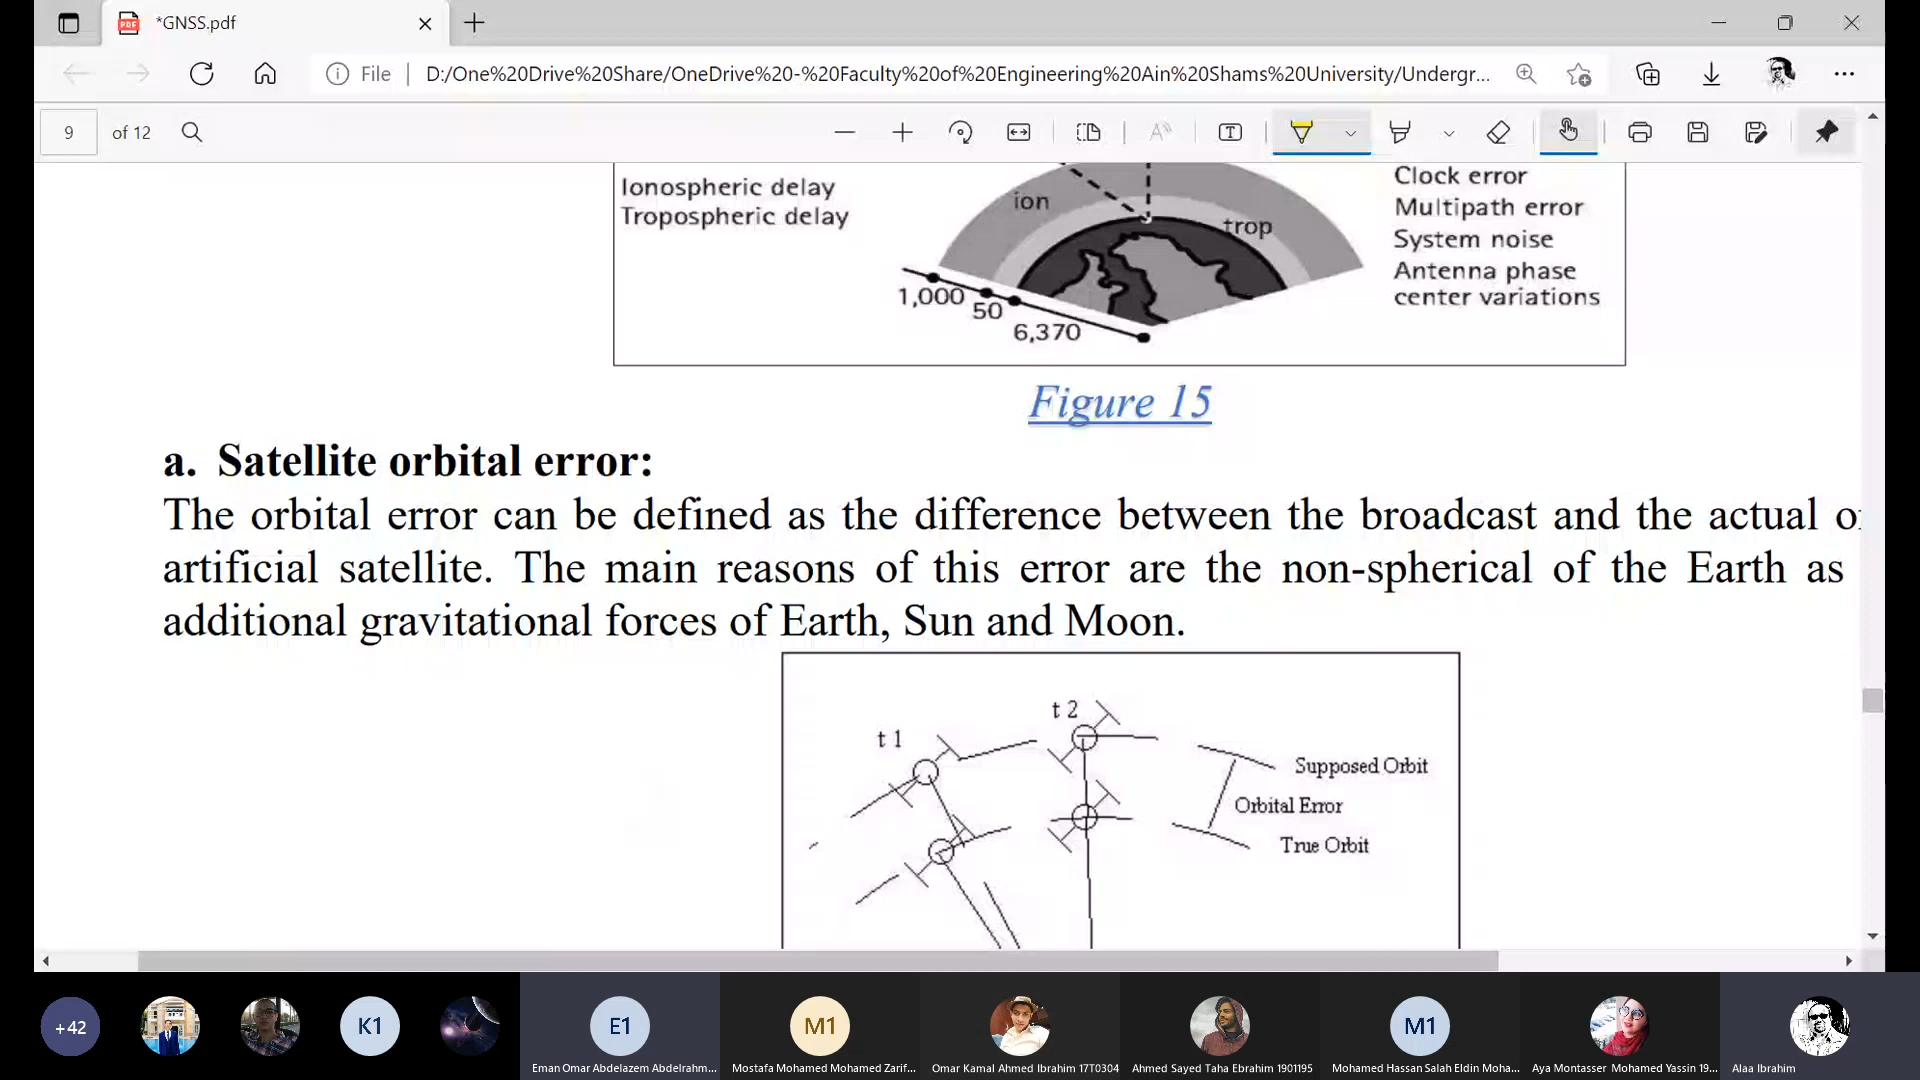 *GNSS.pdf
File
D:/One%20Drive%20Share/OneDrive%20-%20Faculty%20of%20Engineering%20Ain%20Shams%20University/Undergr...
9 of 12
Ionospheric delay
Tropospheric delay
ion
trop
1,000
50
6,370
Clock error
Multipath error
System noise
Antenna phase
center variations
Figure 15
a. Satellite orbital error:
The orbital error can be defined as the difference between the broadcast and the actual
artificial satellite. The main reasons of this error are the non-spherical of the Earth as
additional gravitational forces of Earth, Sun and Moon.
t 1
t 2
Supposed Orbit
Orbital Error
True Orbit
+42
K1
E1
M1
M1
Eman Omar Abdelazem Abdelrahm...
Mostafa Mohamed Mohamed Zarif...
Omar Kamal Ahmed Ibrahim 17T0304
Ahmed Sayed Taha Ebrahim 1901195
Mohamed Hassan Salah Eldin Moha...
Aya Montasser Mohamed Yassin 19...
Alaa Ibrahim